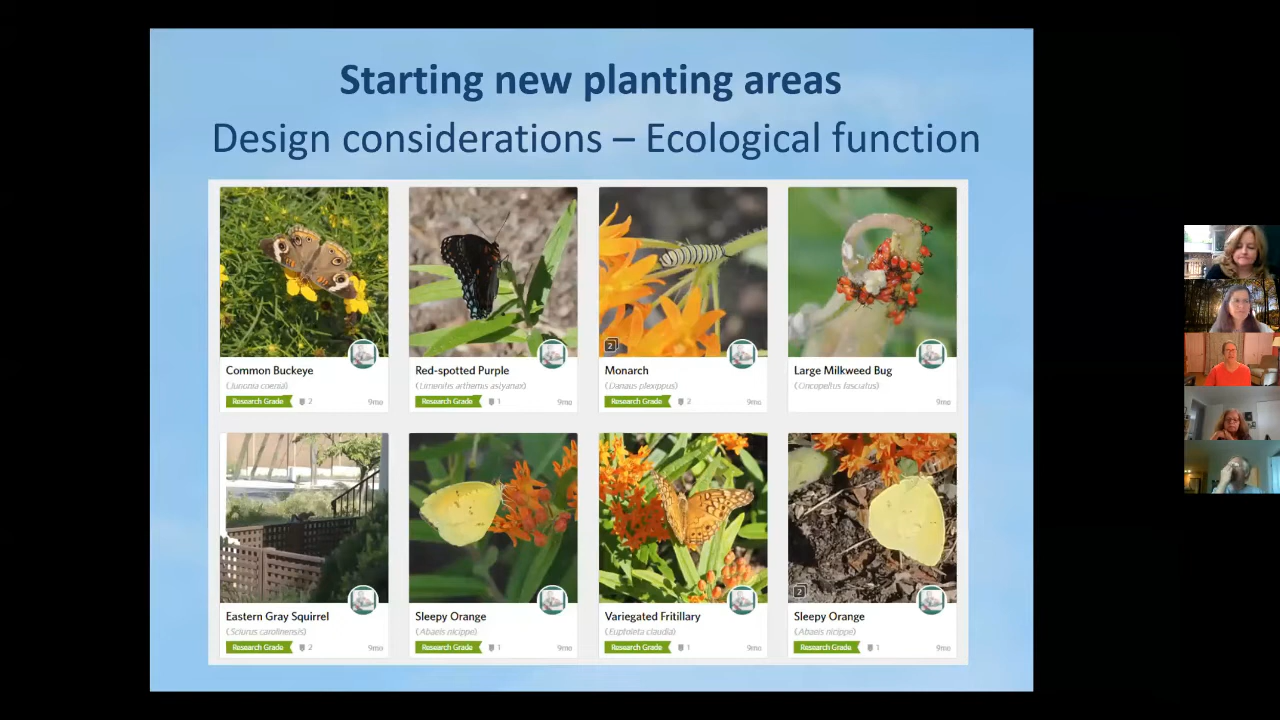 Starting new planting areas
Design considerations – Ecological function
Common Buckeye
(Junonia coenia)
Research Grade 2 9mo
Red-spotted Purple
(Limenitis arthemis astyanax)
Research Grade 1 9mo
2
Monarch
(Danaus plexippus)
Research Grade 2 9mo
Large Milkweed Bug
(Oncopeltus fasciatus)
9mo
Eastern Gray Squirrel
(Sciurus carolinensis)
Research Grade 2 9mo
Sleepy Orange
(Abaeis nicippe)
Research Grade 1 9mo
Variegated Fritillary
(Euptoieta claudia)
Research Grade 1 9mo
2
Sleepy Orange
(Abaeis nicippe)
Research Grade 1 9mo